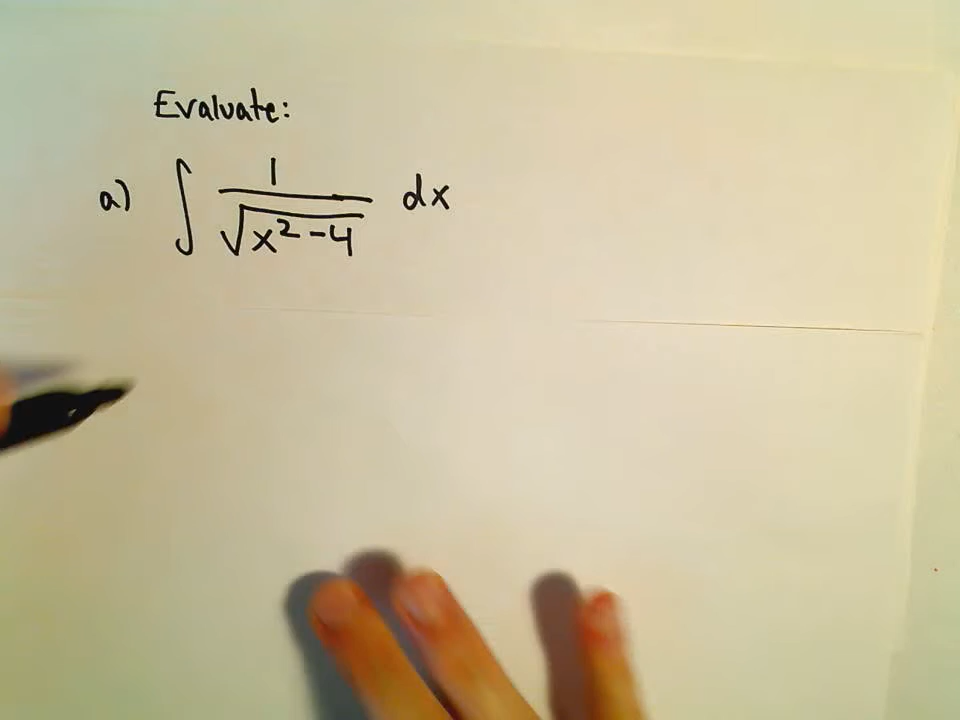 Evaluate:
a) ∫ 1/√(x²-4) dx